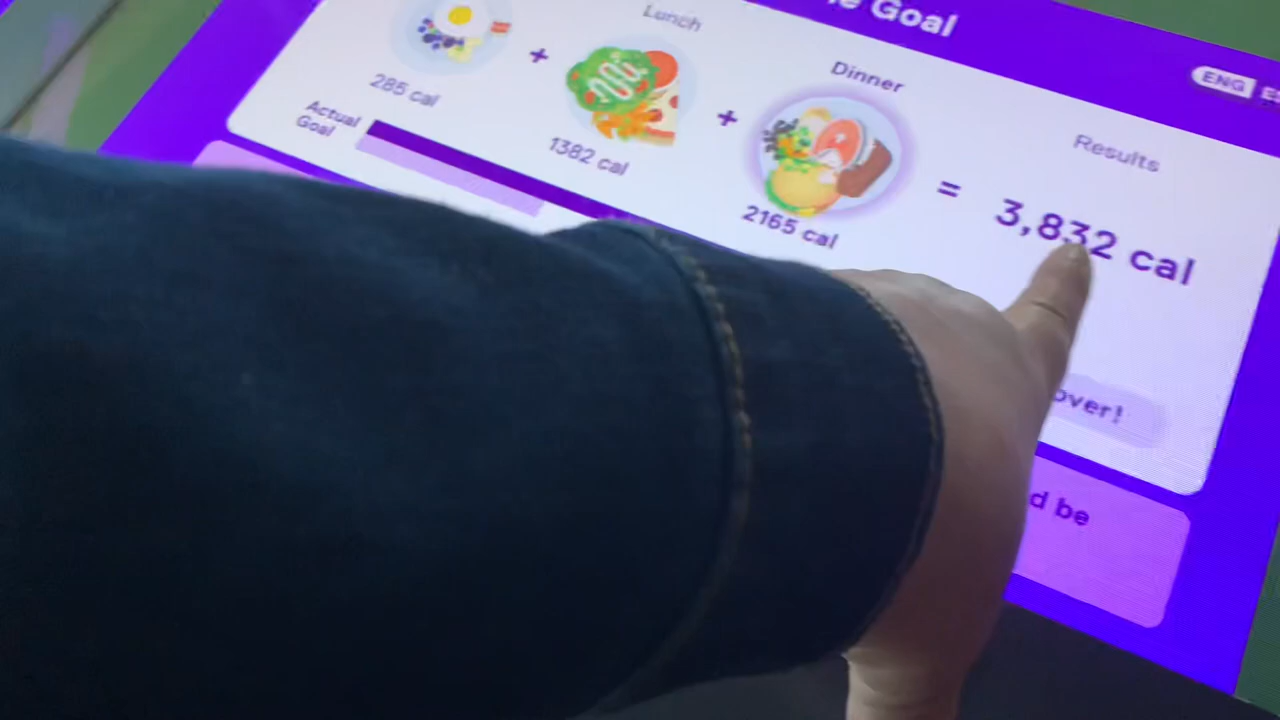 Goal
ENG
Lunch
Dinner
Results
285 cal
+
1382 cal
+
2165 cal
=
3,832 cal
Actual
Goal
over!
be